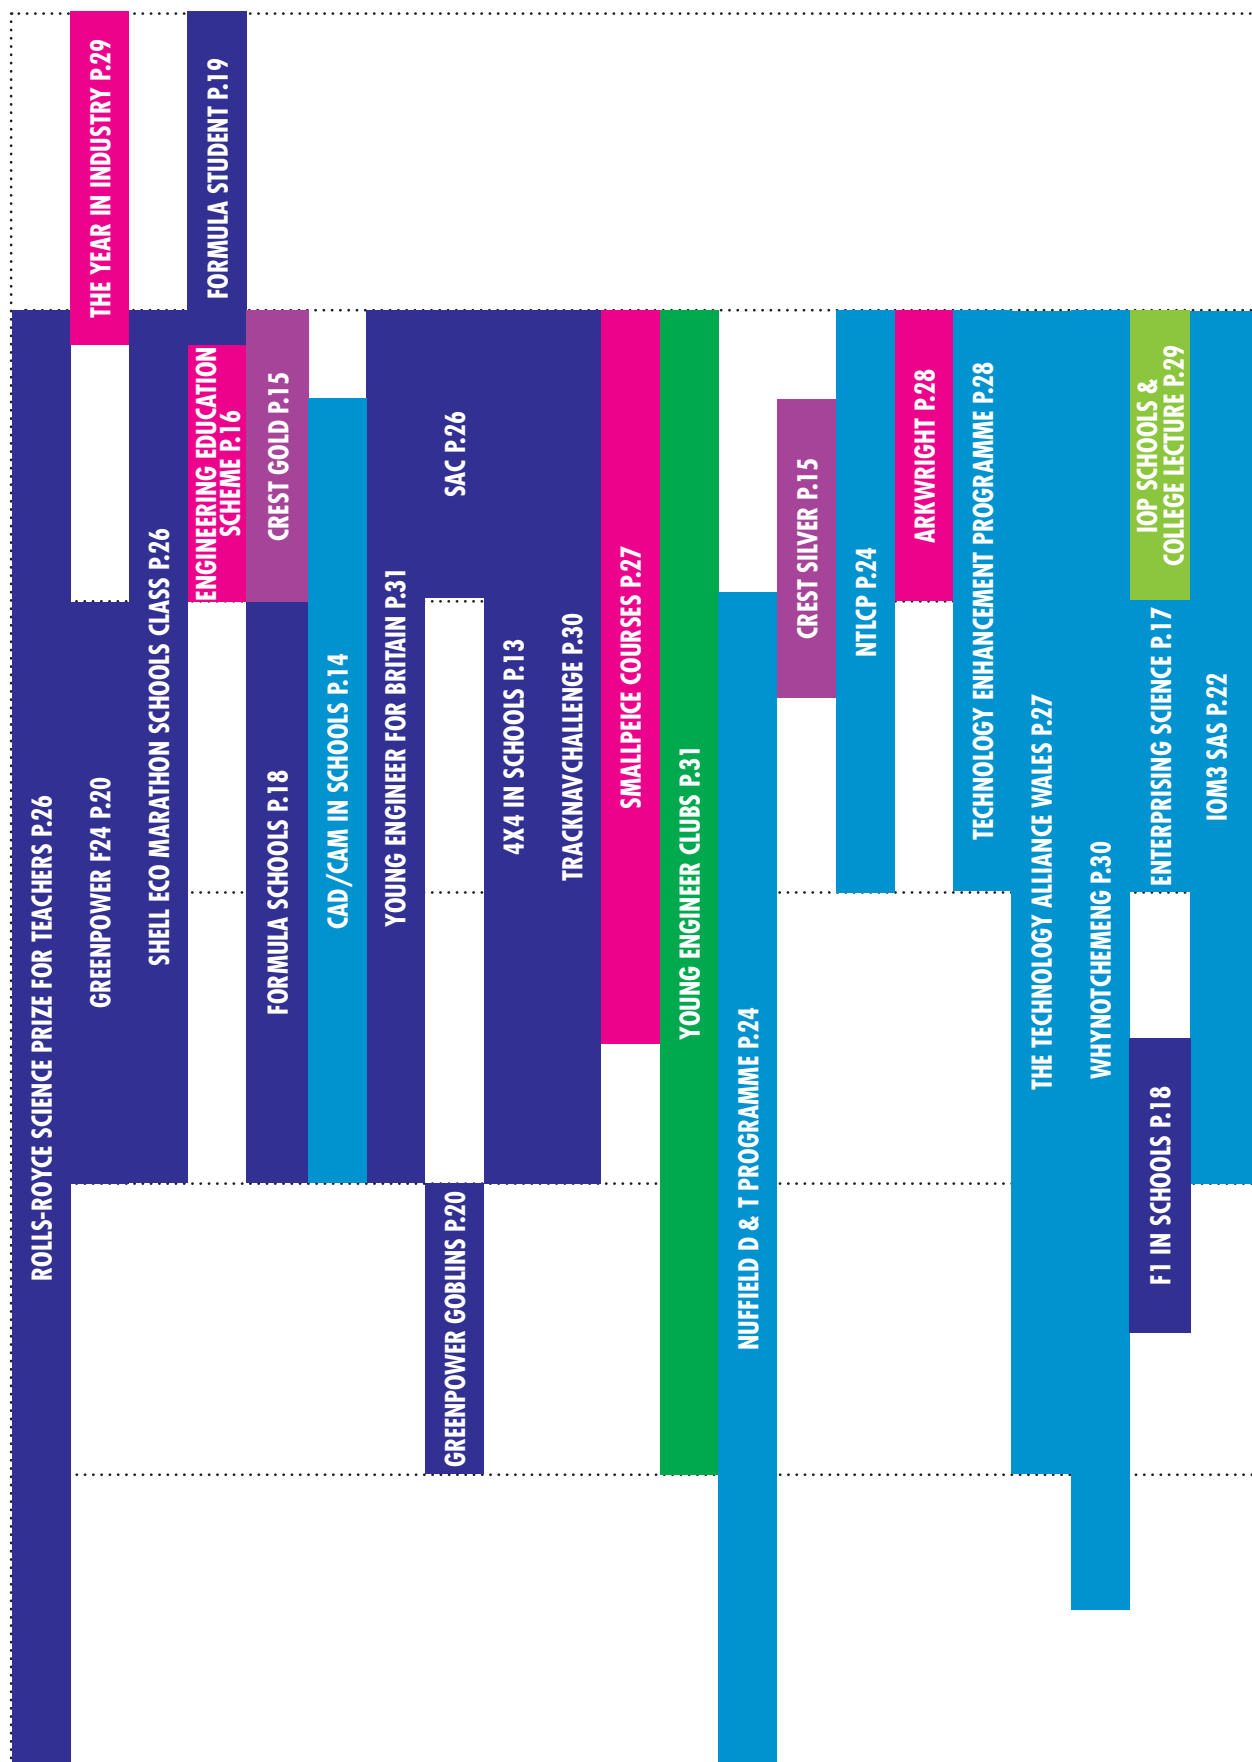 ROLLS-ROYCE SCIENCE PRIZE FOR TEACHERS P.26
THE YEAR IN INDUSTRY P.29
GREENPOWER F24 P.20
SHELL ECO MARATHON SCHOOLS CLASS P.26
FORMULA STUDENT P.19
ENGINEERING EDUCATION
SCHEME P.16
CREST GOLD P.15
FORMULA SCHOOLS P.18
CAD/CAM IN SCHOOLS P.14
YOUNG ENGINEER FOR BRITAIN P.31
SAC P.26
GREENPOWER GOBLINS P.20
4X4 IN SCHOOLS P.13
TRACKNAVCHALLENGE P.30
SMALLPEICE COURSES P.27
YOUNG ENGINEER CLUBS P.31
NUFFIELD D & T PROGRAMME P.24
CREST SILVER P.15
NTLCP P.24
ARKWRIGHT P.28
TECHNOLOGY ENHANCEMENT PROGRAMME P.28
THE TECHNOLOGY ALLIANCE WALES P.27
WHYNOTCHEMENG P.30
IOP SCHOOLS &
COLLEGE LECTURE P.29
ENTERPRISING SCIENCE P.17
F1 IN SCHOOLS P.18
IOM3 SAS P.22